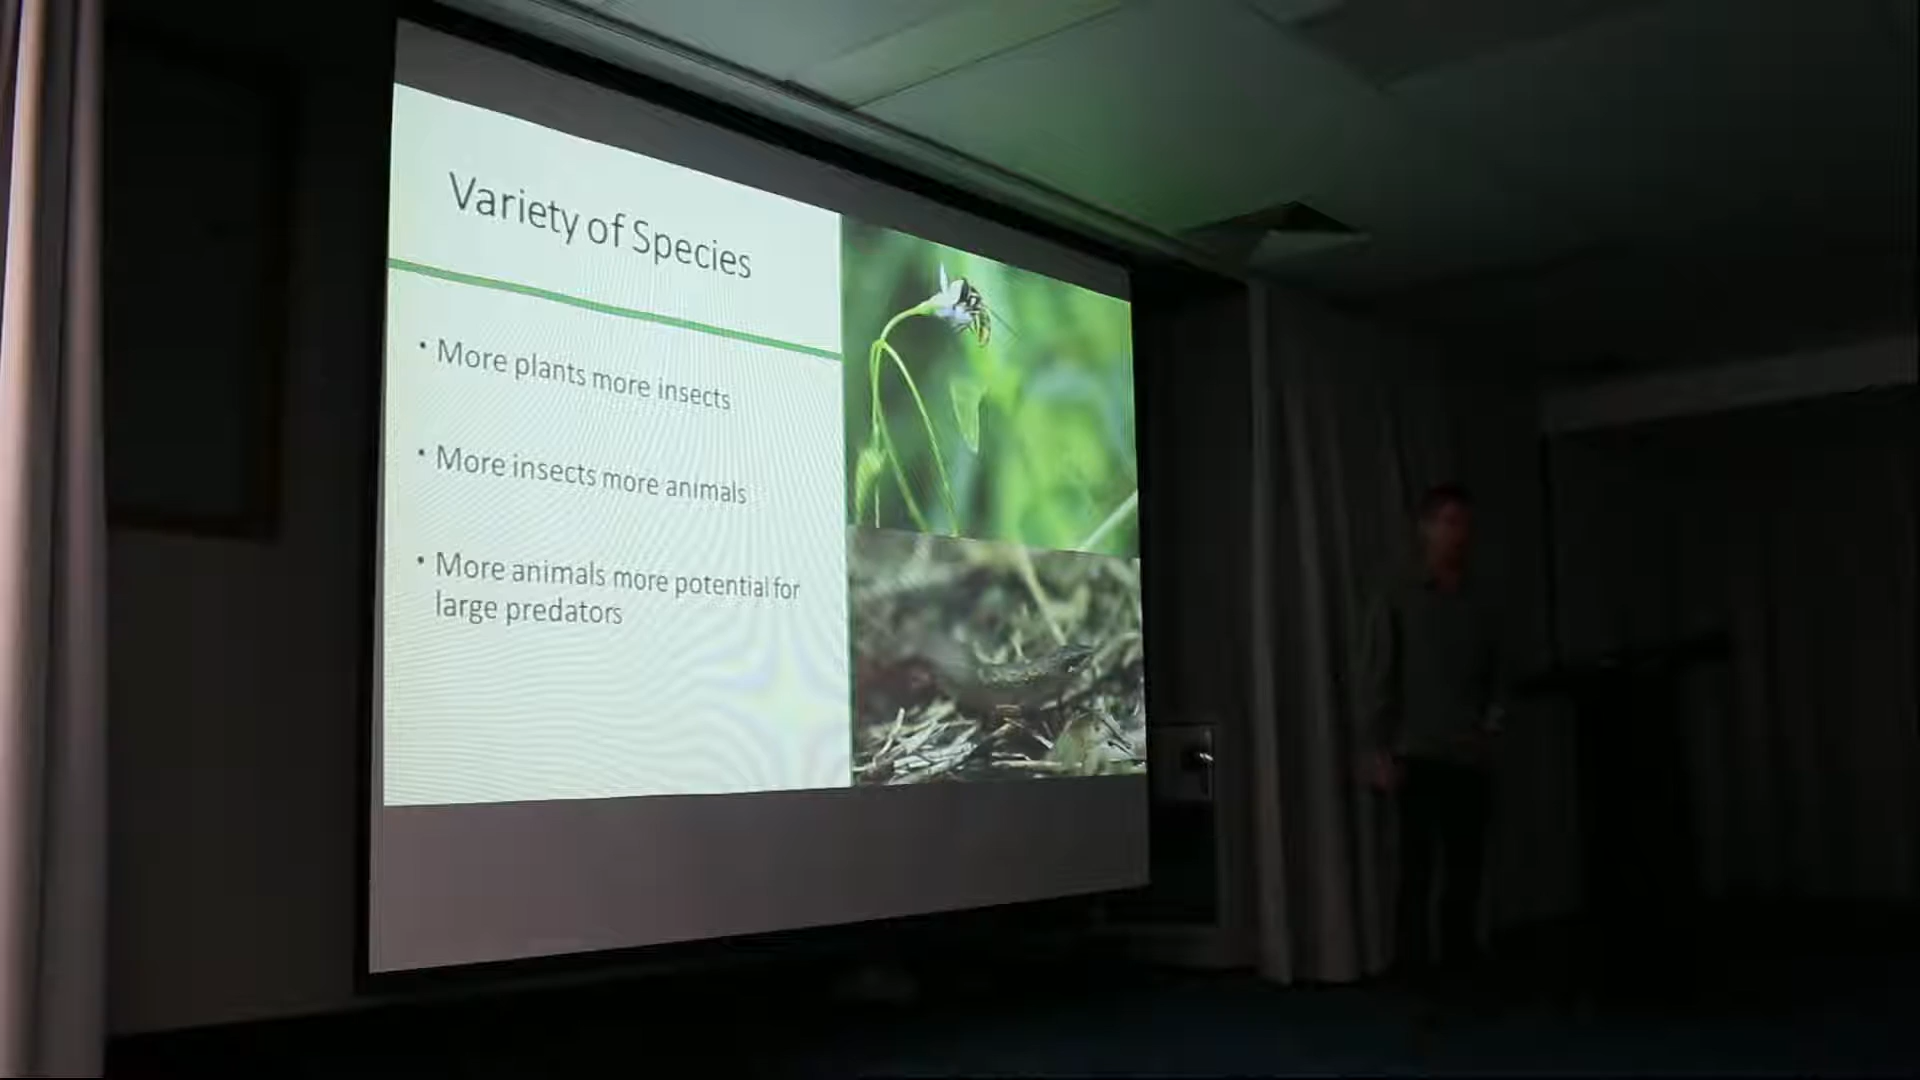 Variety of Species
• More plants more insects
• More insects more animals
• More animals more potential for
large predators